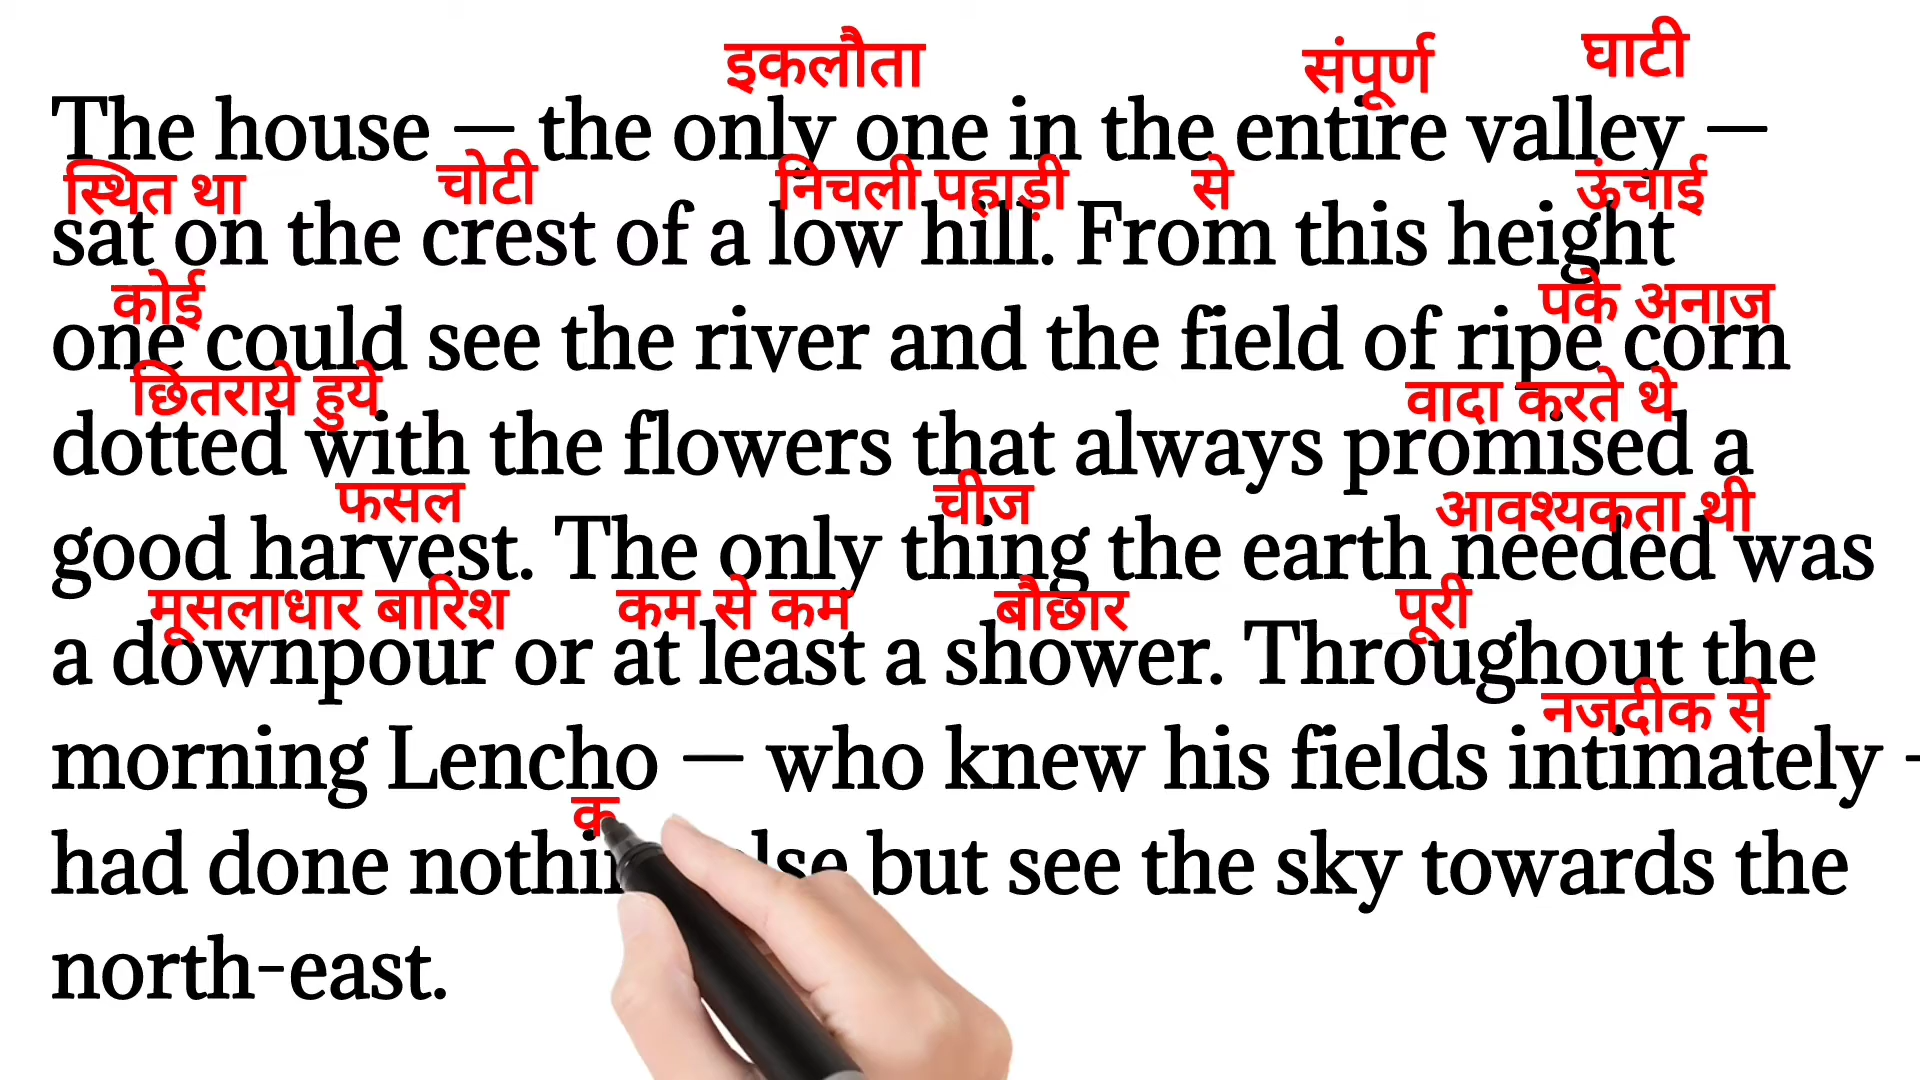 इकलौता संपूर्ण घाटी
The house — the only one in the entire valley —
स्थित था चोटी निचली पहाड़ी से ऊंचाई
sat on the crest of a low hill. From this height
कोई पके अनाज
one could see the river and the field of ripe corn
छितराये हुये वादा करते थे
dotted with the flowers that always promised a
फसल चीज आवश्यकता थी
good harvest. The only thing the earth needed was
मूसलाधार बारिश कम से कम बौछार पूरी
a downpour or at least a shower. Throughout the
नजदीक से
morning Lencho — who knew his fields intimately -
had done but see the sky towards the
north-east.